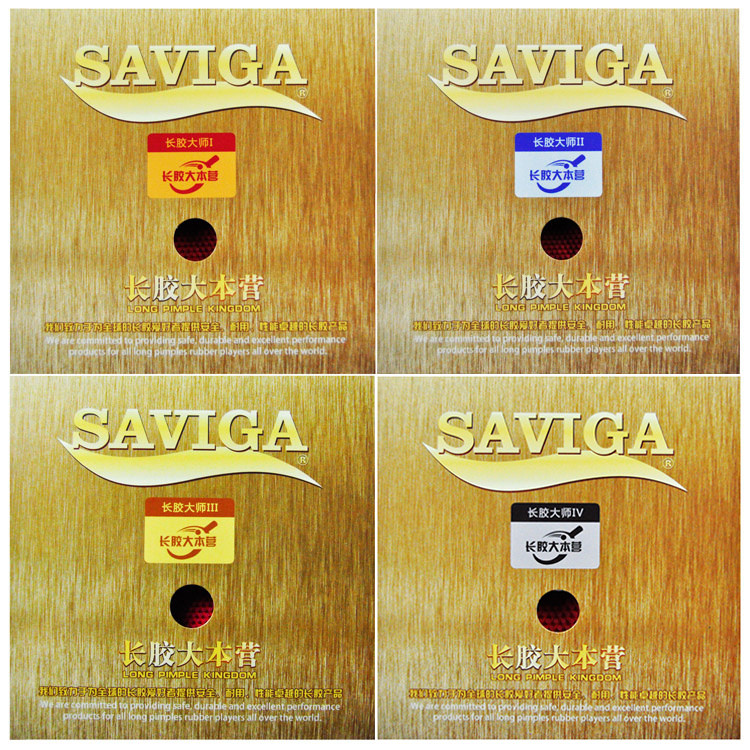 SAVIGA
®
长胶大师I
长胶大本营
长胶大本营
LONG PIMPLE KINGDOM
我们致力于为全球的长胶爱好者提供安全、耐用、性能卓越的长胶产品
We are committed to providing safe, durable and excellent performance
products for all long pimples rubber players all over the world.
SAVIGA
®
长胶大师II
长胶大本营
长胶大本营
LONG PIMPLE KINGDOM
我们致力于为全球的长胶爱好者提供安全、耐用、性能卓越的长胶产品
We are committed to providing safe, durable and excellent performance
products for all long pimples rubber players all over the world.
SAVIGA
®
长胶大师III
长胶大本营
长胶大本营
LONG PIMPLE KINGDOM
我们致力于为全球的长胶爱好者提供安全、耐用、性能卓越的长胶产品
We are committed to providing safe, durable and excellent performance
products for all long pimples rubber players all over the world.
SAVIGA
®
长胶大师IV
长胶大本营
长胶大本营
LONG PIMPLE KINGDOM
我们致力于为全球的长胶爱好者提供安全、耐用、性能卓越的长胶产品
We are committed to providing safe, durable and excellent performance
products for all long pimples rubber players all over the world.